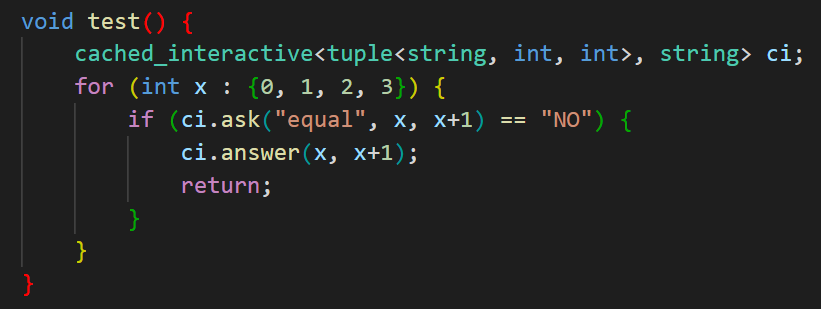 void test() {
    cached_interactive<tuple<string, int, int>, string> ci;
    for (int x : {0, 1, 2, 3}) {
        if (ci.ask("equal", x, x+1) == "NO") {
            ci.answer(x, x+1);
            return;
        }
    }
}